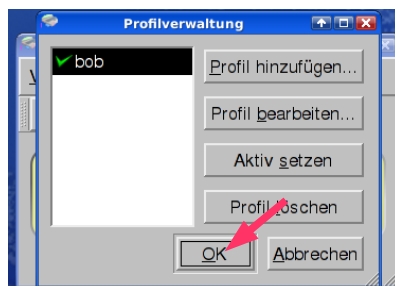 Profilverwaltung
bob
Profil hinzufügen...
Profil bearbeiten...
Aktiv setzen
Profil löschen
OK
Abbrechen